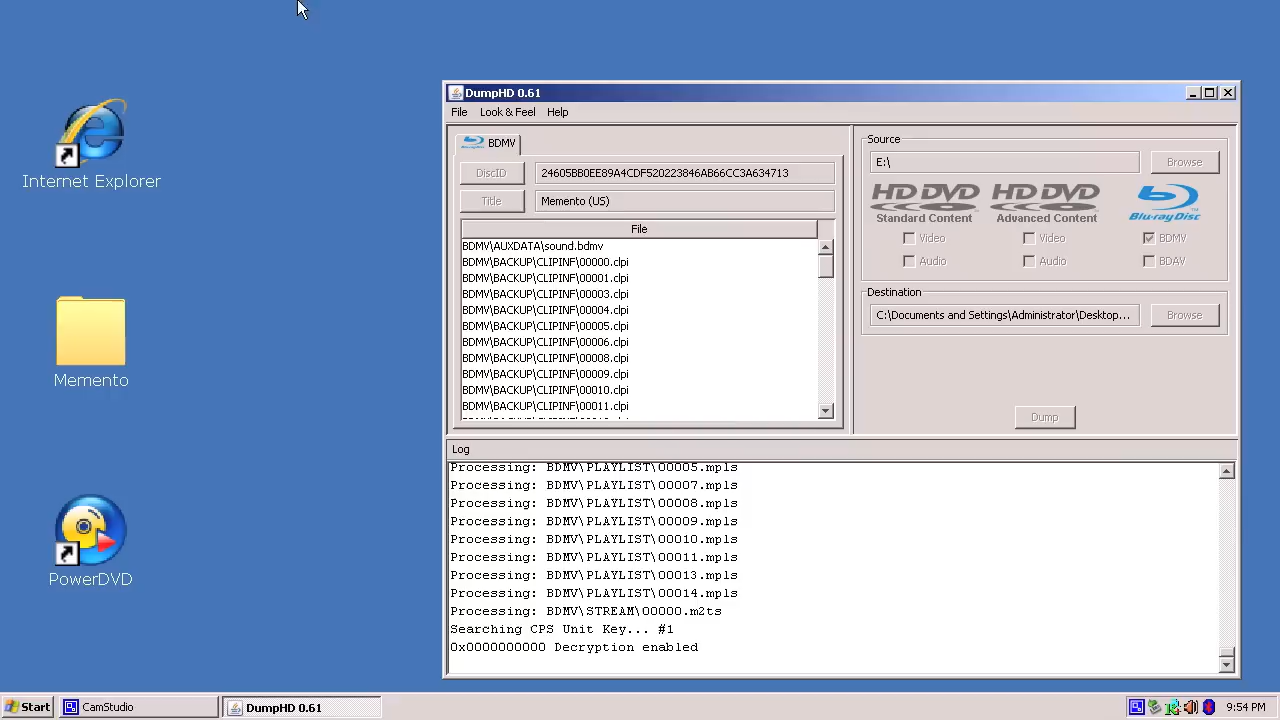 Internet Explorer
Memento
PowerDVD
DumpHD 0.61
File Look & Feel Help
BDMV
DiscID 24605BB0EE89A4CDF520223846AB66CC3A634713
Title Memento (US)
File
BDMV\AUXDATA\sound.bdmv
BDMV\BACKUP\CLIPINF\00000.clpi
BDMV\BACKUP\CLIPINF\00001.clpi
BDMV\BACKUP\CLIPINF\00003.clpi
BDMV\BACKUP\CLIPINF\00004.clpi
BDMV\BACKUP\CLIPINF\00005.clpi
BDMV\BACKUP\CLIPINF\00006.clpi
BDMV\BACKUP\CLIPINF\00008.clpi
BDMV\BACKUP\CLIPINF\00009.clpi
BDMV\BACKUP\CLIPINF\00010.clpi
BDMV\BACKUP\CLIPINF\00011.clpi
Source
E:\ Browse
HD DVD HD DVD Blu-ray Disc
Standard Content Advanced Content
Video Video BDMV
Audio Audio BDAV
Destination
C:\Documents and Settings\Administrator\Desktop... Browse
Dump
Log
Processing: BDMV\PLAYLIST\00005.mpls
Processing: BDMV\PLAYLIST\00007.mpls
Processing: BDMV\PLAYLIST\00008.mpls
Processing: BDMV\PLAYLIST\00009.mpls
Processing: BDMV\PLAYLIST\00010.mpls
Processing: BDMV\PLAYLIST\00011.mpls
Processing: BDMV\PLAYLIST\00013.mpls
Processing: BDMV\PLAYLIST\00014.mpls
Processing: BDMV\STREAM\00000.m2ts
Searching CPS Unit Key... #1
0x0000000000 Decryption enabled
Start CamStudio DumpHD 0.61 9:54 PM